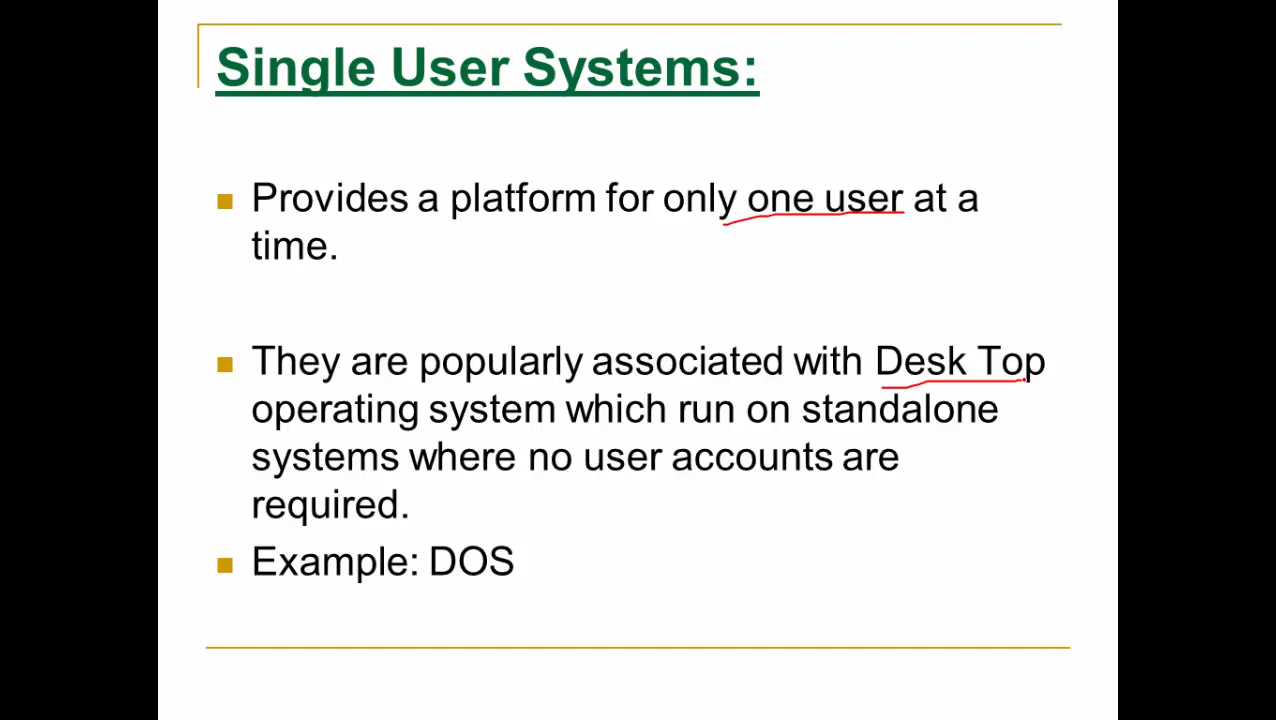 Single User Systems:
Provides a platform for only one user at a
time.
They are popularly associated with Desk Top
operating system which run on standalone
systems where no user accounts are
required.
Example: DOS